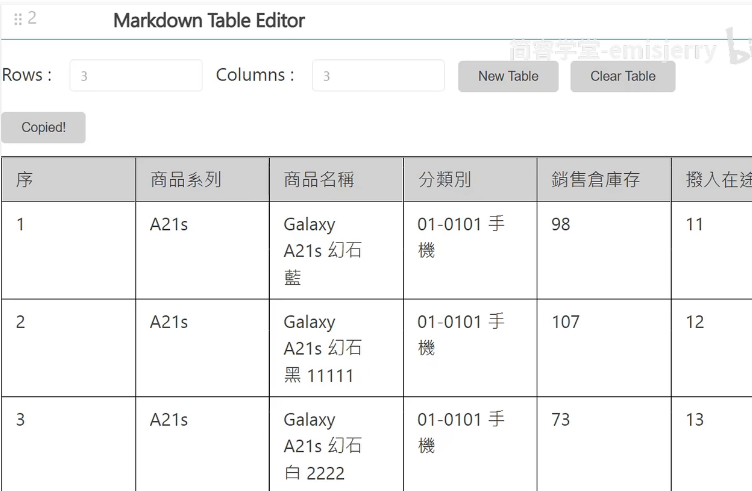 2
Markdown Table Editor
简睿学堂-emisjerry
Rows : 3 Columns : 3 New Table Clear Table
Copied!
序 商品系列 商品名稱 分類別 銷售倉庫存 撥入在途
1 A21s Galaxy 01-0101 手 98 11
A21s 幻石 機
藍
2 A21s Galaxy 01-0101 手 107 12
A21s 幻石 機
黑 11111
3 A21s Galaxy 01-0101 手 73 13
A21s 幻石 機
白 2222